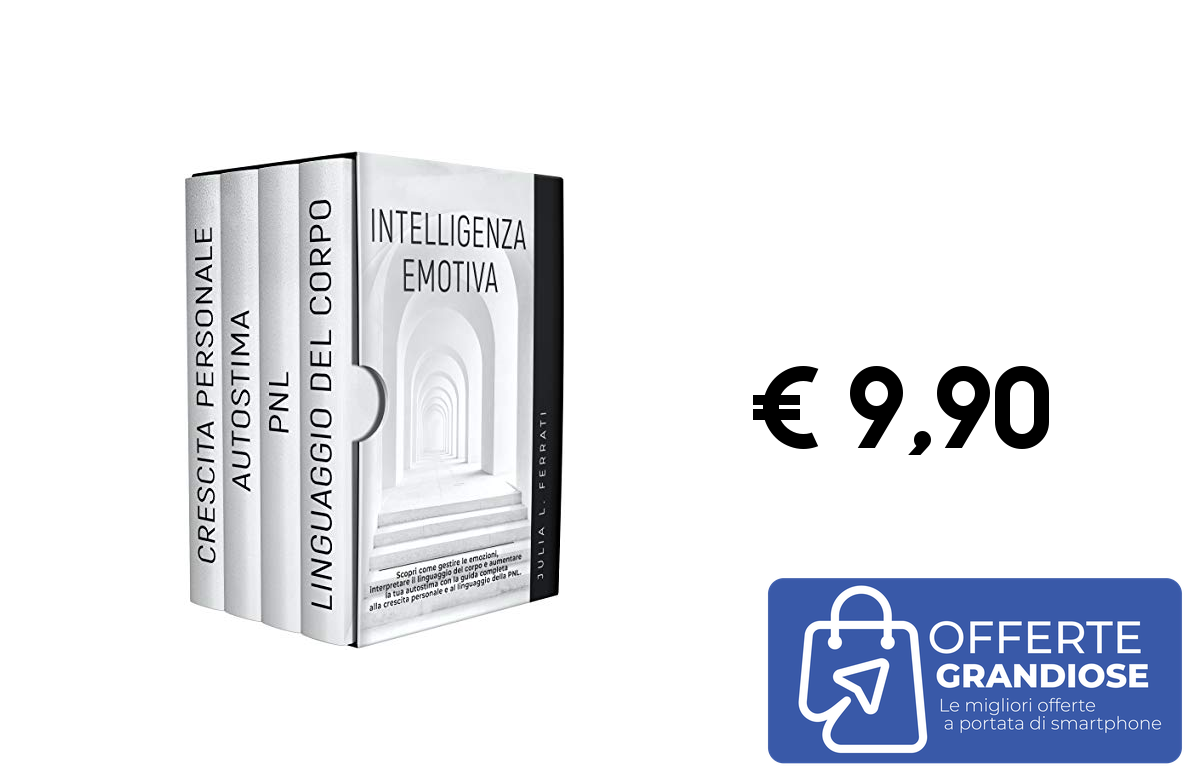 CRESCITA PERSONALE
AUTOSTIMA
PNL
LINGUAGGIO DEL CORPO
INTELLIGENZA
EMOTIVA
Scopri come gestire le emozioni,
interpretare il linguaggio del corpo e aumentare
la tua autostima con la guida completa
alla crescita personale e al linguaggio della PNL.
JULIA L. FERRATI
€ 9,90
OFFERTE
GRANDIOSE
Le migliori offerte
a portata di smartphone